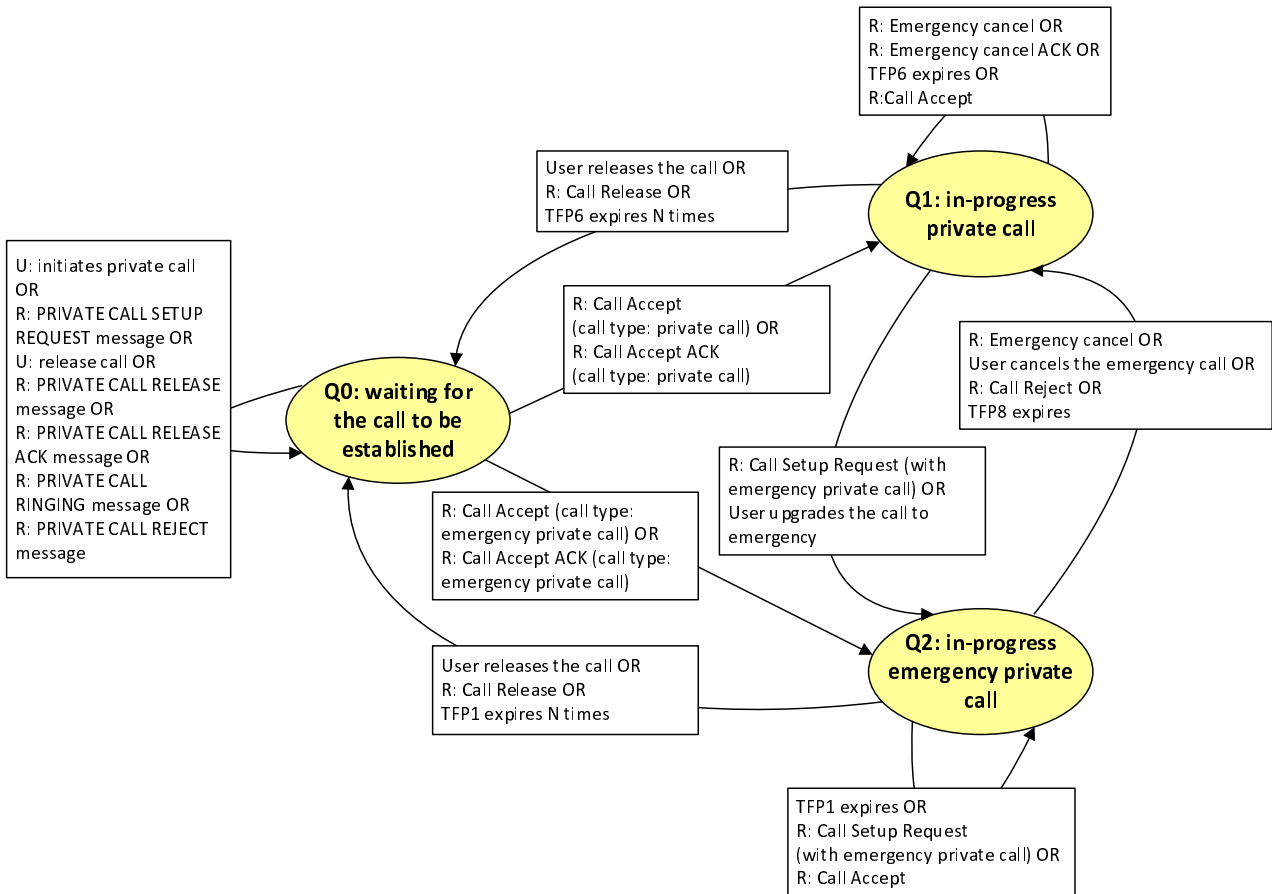 R: Emergency cancel OR
R: Emergency cancel ACK OR
TFP6 expires OR
R:Call Accept
User releases the call OR
R: Call Release OR
TFP6 expires N times
Q1: in-progress
private call
U: initiates private call
OR
R: PRIVATE CALL SETUP
REQUEST message OR
U: release call OR
R: PRIVATE CALL RELEASE
message OR
R: PRIVATE CALL RELEASE
ACK message OR
R: PRIVATE CALL
RINGING message OR
R: PRIVATE CALL REJECT
message
R: Call Accept
(call type: private call) OR
R: Call Accept ACK
(call type: private call)
R: Emergency cancel OR
User cancels the emergency call OR
R: Call Reject OR
TFP8 expires
Q0: waiting for
the call to be
established
R: Call Setup Request (with
emergency private call) OR
User upgrades the call to
emergency
R: Call Accept (call type:
emergency private call) OR
R: Call Accept ACK (call type:
emergency private call)
Q2: in-progress
emergency private
call
User releases the call OR
R: Call Release OR
TFP1 expires N times
TFP1 expires OR
R: Call Setup Request
(with emergency private call) OR
R: Call Accept